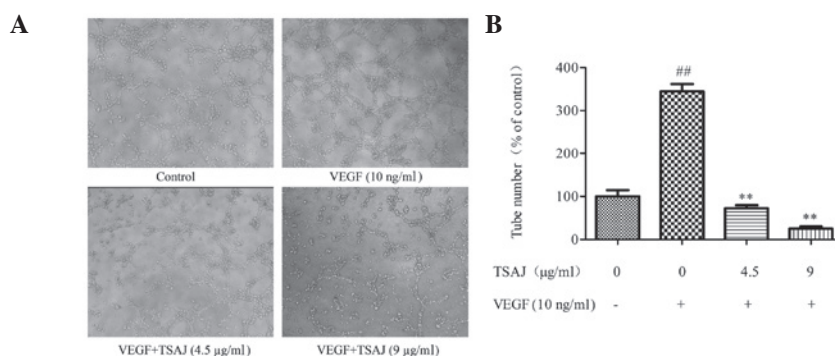 A
Control
VEGF (10 ng/ml)
VEGF+TSAJ (4.5 μg/ml)
VEGF+TSAJ (9 μg/ml)
B
Tube number (% of control)
400
300
200
100
0
##
**
**
TSAJ (μg/ml) 0 0 4.5 9
VEGF (10 ng/ml) - + + +